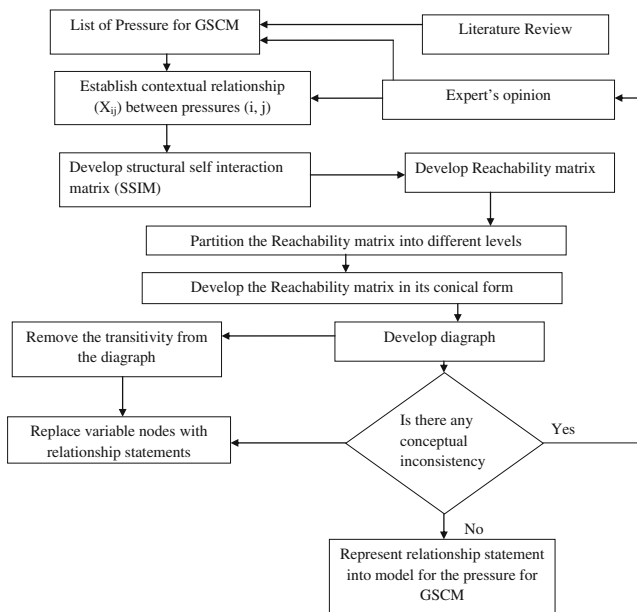 List of Pressure for GSCM
Literature Review
Establish contextual relationship
(Xij) between pressures (i, j)
Expert's opinion
Develop structural self interaction
matrix (SSIM)
Develop Reachability matrix
Partition the Reachability matrix into different levels
Develop the Reachability matrix in its conical form
Remove the transitivity from
the diagraph
Develop diagraph
Replace variable nodes with
relationship statements
Is there any
conceptual
inconsistency
Yes
No
Represent relationship statement
into model for the pressure for
GSCM